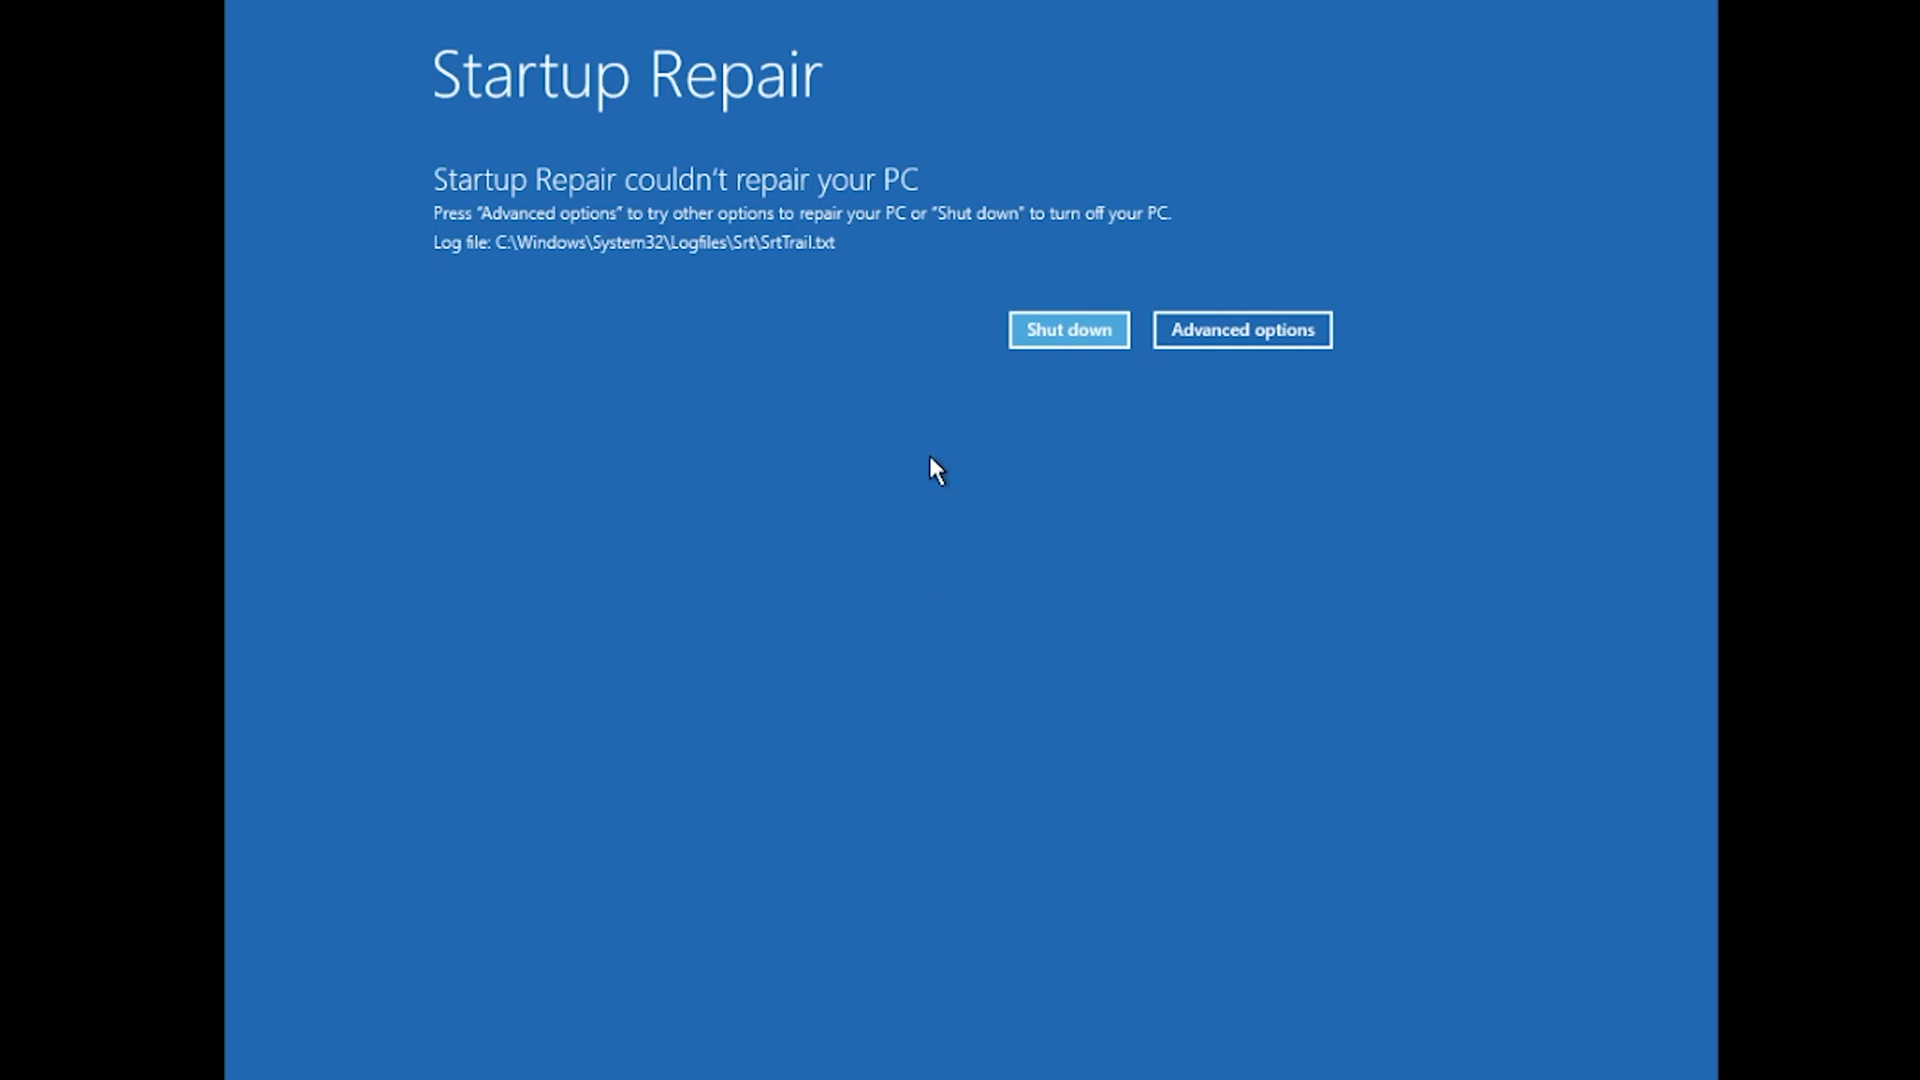 Startup Repair
Startup Repair couldn't repair your PC
Press "Advanced options" to try other options to repair your PC or "Shut down" to turn off your PC.
Log file: C:\Windows\System32\Logfiles\Srt\SrtTrail.txt
Shut down
Advanced options